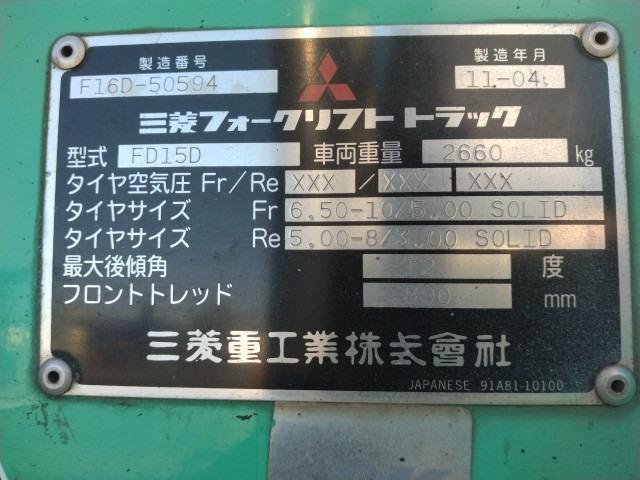 製造番号 製造年月
F16D-50594 11-04
三菱フォークリフト トラック
型式 FD15D 車両重量 2660 kg
タイヤ空気圧 Fr/Re XXX / XXX XXX
タイヤサイズ Fr 6.50-10/5.00 SOLID
タイヤサイズ Re 5.00-8/3.00 SOLID
最大後傾角 12 度
フロントトレッド 890 mm
三菱重工業株式會社
JAPANESE 91A81-10100